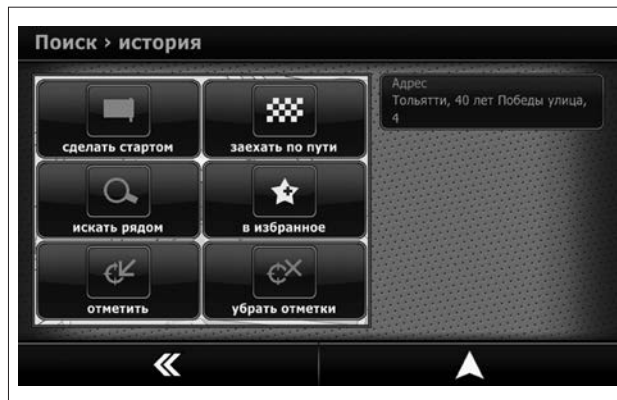 Поиск › история
сделать стартом
заехать по пути
искать рядом
в избранное
отметить
убрать отметки
Адрес
Тольятти, 40 лет Победы улица,
4